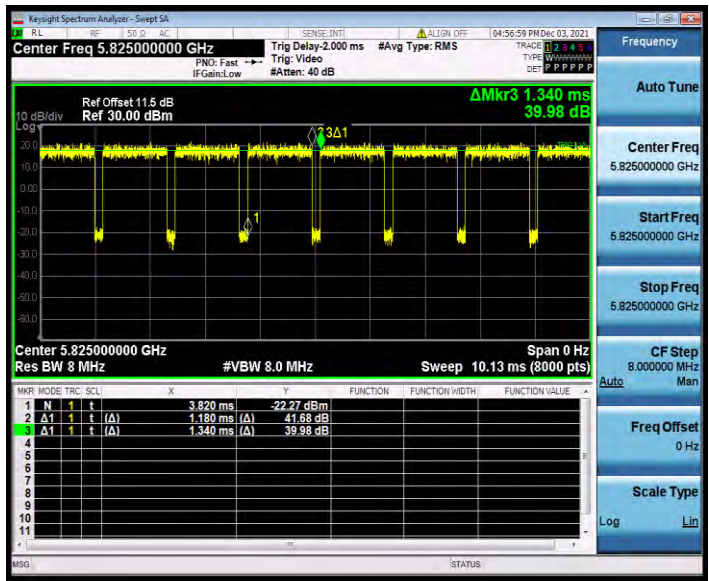 Keysight Spectrum Analyzer - Swept SA
RL RF 50 Ω AC SENSE:INT ALIGN OFF 04:56:59 PM Dec 03, 2021
Center Freq 5.825000000 GHz
Trig Delay-2.000 ms #Avg Type: RMS
TRACE 1 2 3 4 5 6
PNO: Fast Trig: Video
TYPE
IFGain:Low #Atten: 40 dB
DET P P P P P P
ΔMkr3 1.340 ms
39.98 dB
Ref Offset 11.5 dB
10 dB/div Ref 30.00 dBm
Log
20.0
10.0
0.00
-10.0
-20.0
-30.0
-40.0
-50.0
-60.0
3Δ1
1
Center 5.825000000 GHz Span 0 Hz
Res BW 8 MHz #VBW 8.0 MHz Sweep 10.13 ms (8000 pts)
MKR MODE TRC SCL X Y FUNCTION FUNCTION WIDTH FUNCTION VALUE
1 N 1 t 3.820 ms -22.27 dBm
2 Δ1 1 t (Δ) 1.180 ms (Δ) 41.68 dB
3 Δ1 1 t (Δ) 1.340 ms (Δ) 39.98 dB
4
5
6
7
8
9
10
11
MSG STATUS
Frequency
Auto Tune
Center Freq
5.825000000 GHz
Start Freq
5.825000000 GHz
Stop Freq
5.825000000 GHz
CF Step
8.000000 MHz
Auto Man
Freq Offset
0 Hz
Scale Type
Log Lin